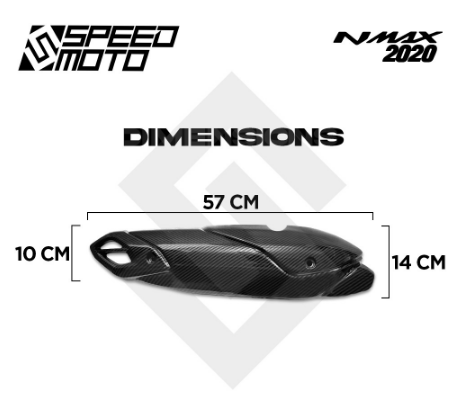 SPEED
MOTO
NMAX
2020
DIMENSIONS
57 CM
10 CM
14 CM